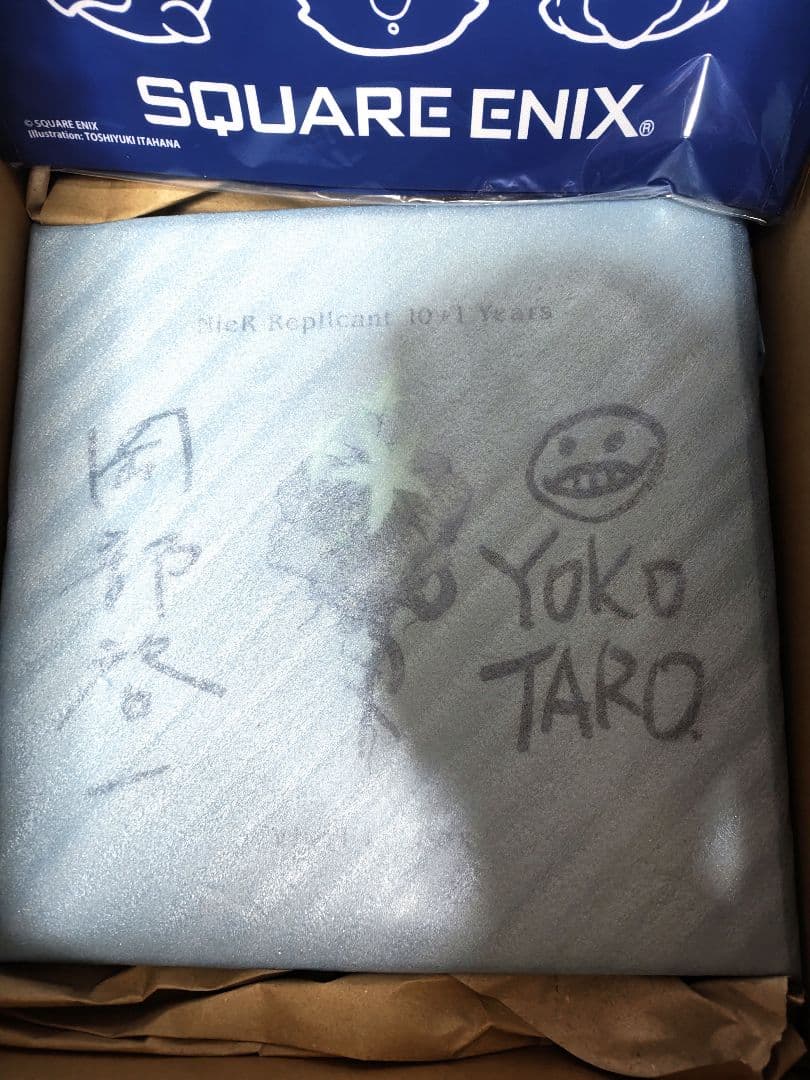 SQUARE ENIX®
© SQUARE ENIX
Illustration: TOSHIYUKI ITAHANA
NieR Replicant 10+1 Years
岡部啓一
YOKO
TARO